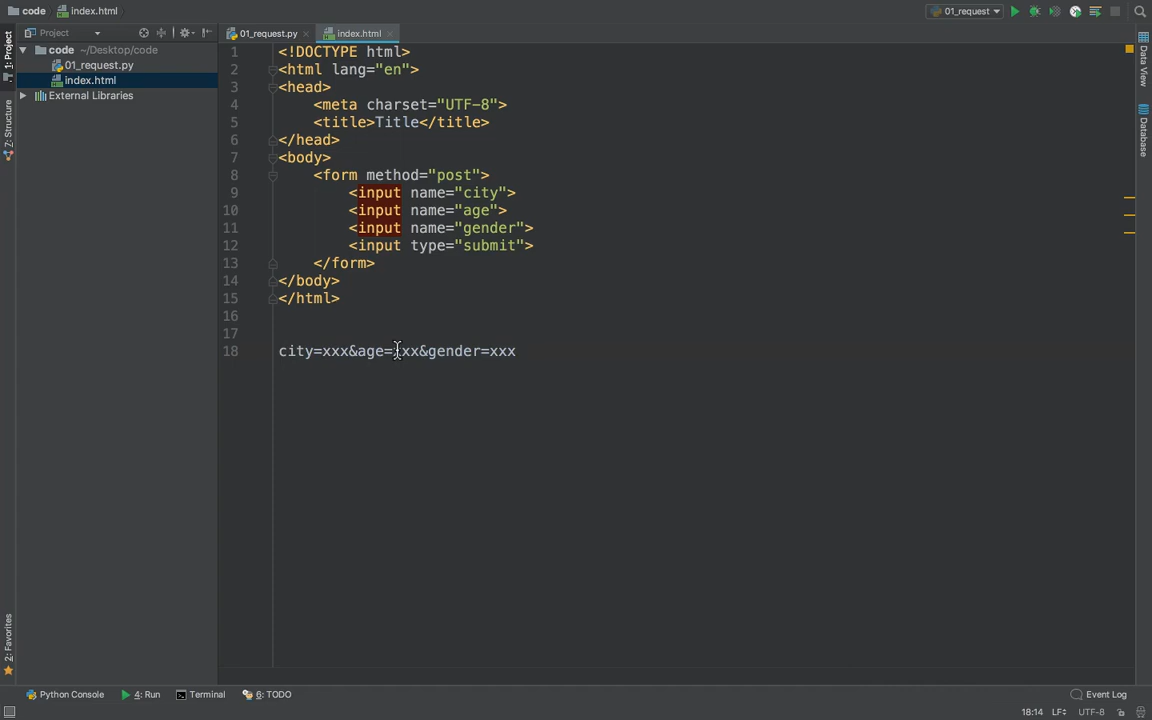 code index.html
01_request
Project
01_request.py
index.html
1: Project
code ~/Desktop/code
01_request.py
index.html
External Libraries
Z: Structure
2: Favorites
Data View
Database
1 <!DOCTYPE html>
2 <html lang="en">
3 <head>
4 <meta charset="UTF-8">
5 <title>Title</title>
6 </head>
7 <body>
8 <form method="post">
9 <input name="city">
10 <input name="age">
11 <input name="gender">
12 <input type="submit">
13 </form>
14 </body>
15 </html>
16
17
18 city=xxx&age=xxx&gender=xxx
Python Console 4: Run Terminal 6: TODO Event Log
18:14 LF÷ UTF-8